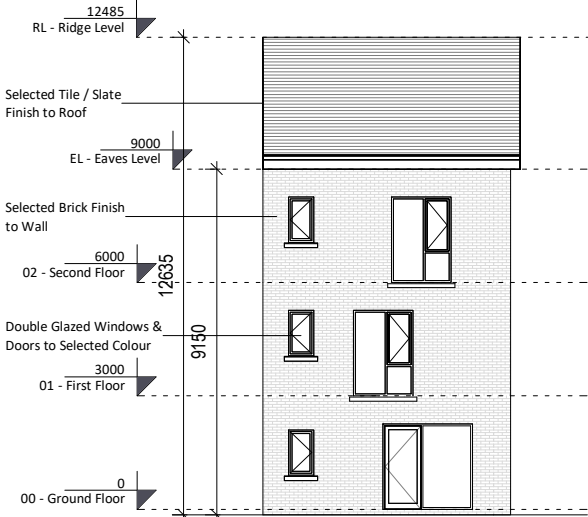 12485
RL - Ridge Level
Selected Tile / Slate
Finish to Roof
9000
EL - Eaves Level
Selected Brick Finish
to Wall
6000
02 - Second Floor
12635
Double Glazed Windows &
Doors to Selected Colour
9150
3000
01 - First Floor
0
00 - Ground Floor